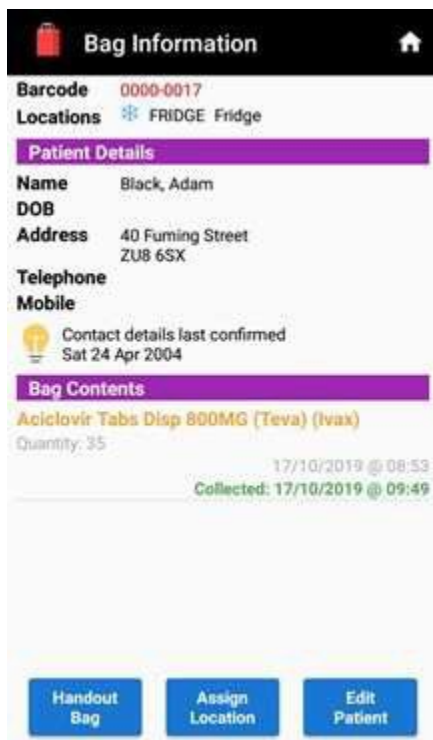 Bag Information
Barcode 0000-0017
Locations FRIDGE Fridge
Patient Details
Name Black, Adam
DOB
Address 40 Fuming Street
ZU8 6SX
Telephone
Mobile
Contact details last confirmed
Sat 24 Apr 2004
Bag Contents
Aciclovir Tabs Disp 800MG (Teva) (Ivax)
Quantity: 35
17/10/2019 @ 08:53
Collected: 17/10/2019 @ 09:49
Handout Assign Edit
Bag Location Patient